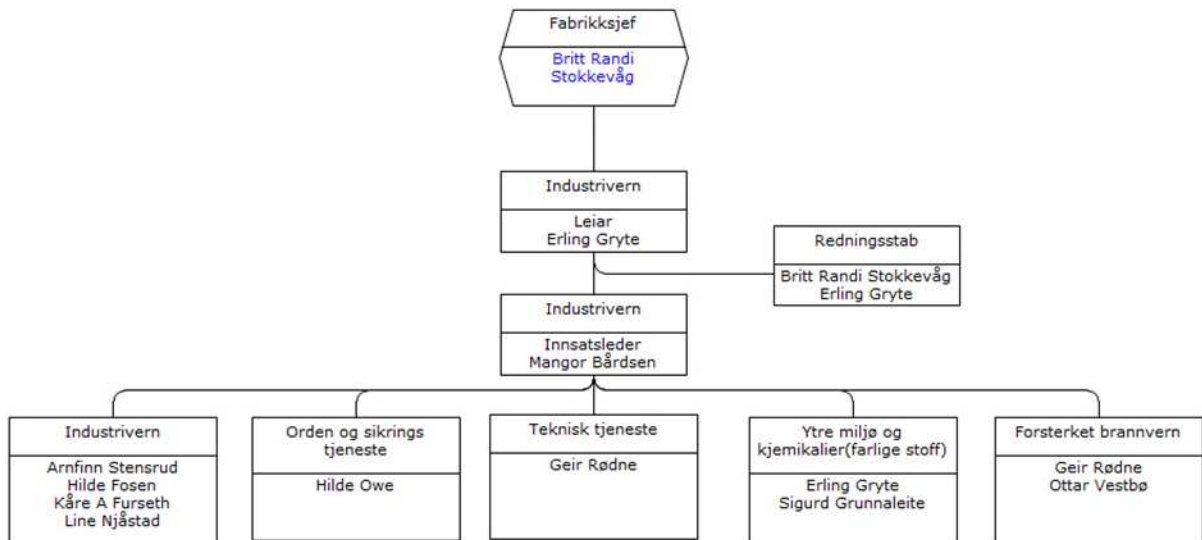 Fabrikksjef
Britt Randi
Stokkevåg
Industrivern
Leiar
Erling Gryte
Redningsstab
Britt Randi Stokkevåg
Erling Gryte
Industrivern
Innsatsleder
Mangor Bårdsen
Industrivern
Arnfinn Stensrud
Hilde Fosen
Kåre A Furseth
Line Njåstad
Orden og sikrings
tjeneste
Hilde Owe
Teknisk tjeneste
Geir Rødne
Ytre miljø og
kjemikalier(farlige stoff)
Erling Gryte
Sigurd Grunnaleite
Forsterket brannvern
Geir Rødne
Ottar Vestbø